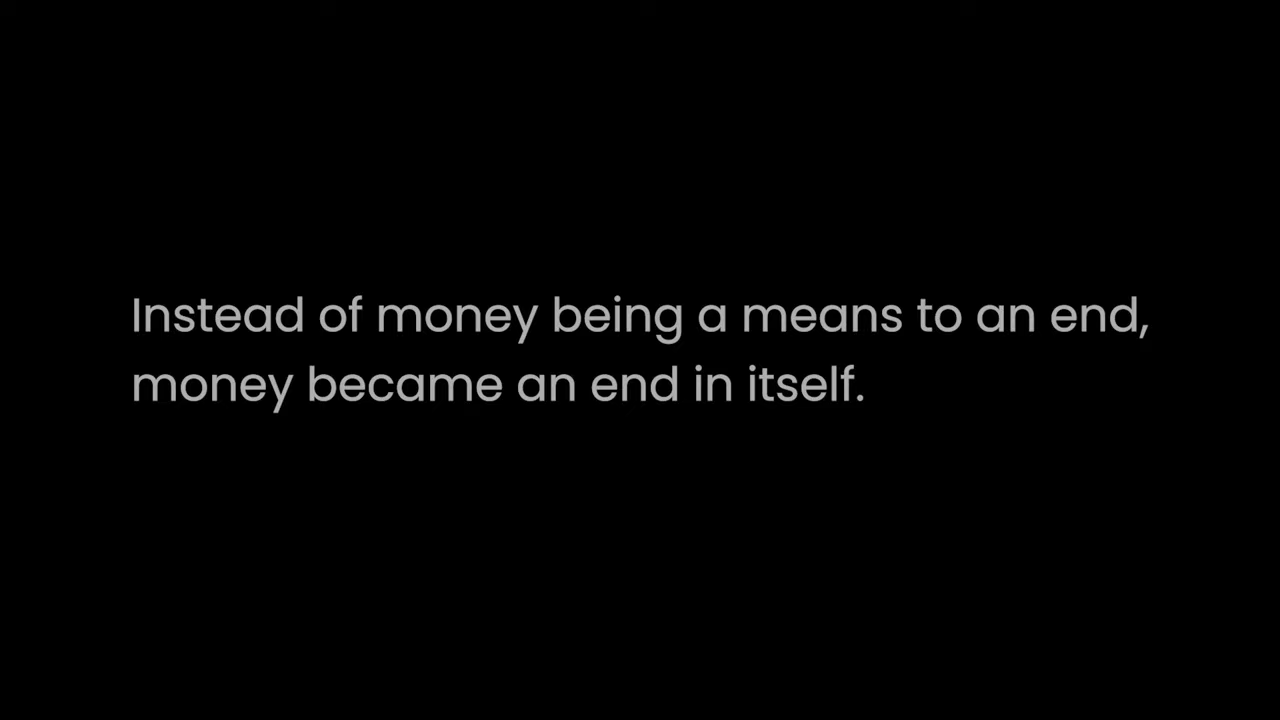 Instead of money being a means to an end,
money became an end in itself.